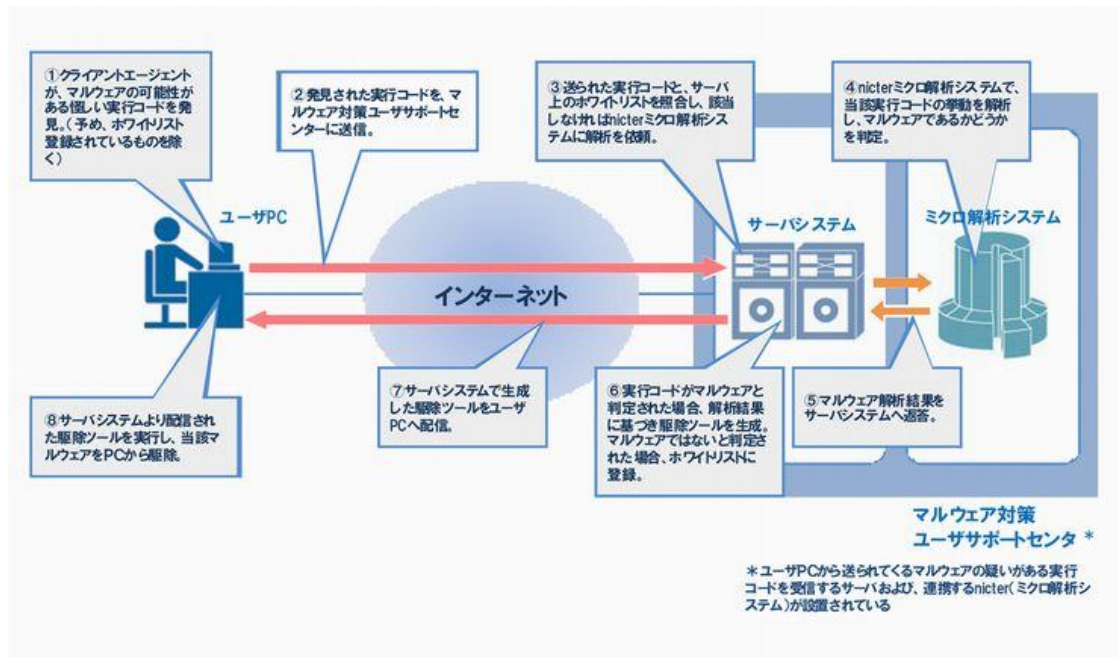 ①クライアントエージェント
が、マルウェアの可能性が
ある怪しい実行コードを発
見。(予め、ホワイトリスト
登録されているものを除
く)
②発見された実行コードを、マ
ルウェア対策ユーザサポートセ
ンターに送信。
③送られた実行コードと、サーバ
上のホワイトリストを照合し、該当
しなければnicterミクロ解析シス
テムに解析を依頼。
④nicterミクロ解析システムで、
当該実行コードの挙動を解析
し、マルウェアであるかどうか
を判定。
ユーザPC
サーバシステム
ミクロ解析システム
インターネット
⑧サーバシステムより配信され
た駆除ツールを実行し、当該マ
ルウェアをPCから駆除。
⑦サーバシステムで生成
した駆除ツールをユーザ
PCへ配信。
⑥実行コードがマルウェアと
判定された場合、解析結果
に基づき駆除ツールを生成。
マルウェアではないと判定さ
れた場合、ホワイトリストに
登録。
⑤マルウェア解析結果を
サーバシステムへ返答。
マルウェア対策
ユーザサポートセンタ *
*ユーザPCから送られてくるマルウェアの疑いがある実行
コードを受信するサーバおよび、連携するnicter(ミクロ解析シ
ステム)が設置されている